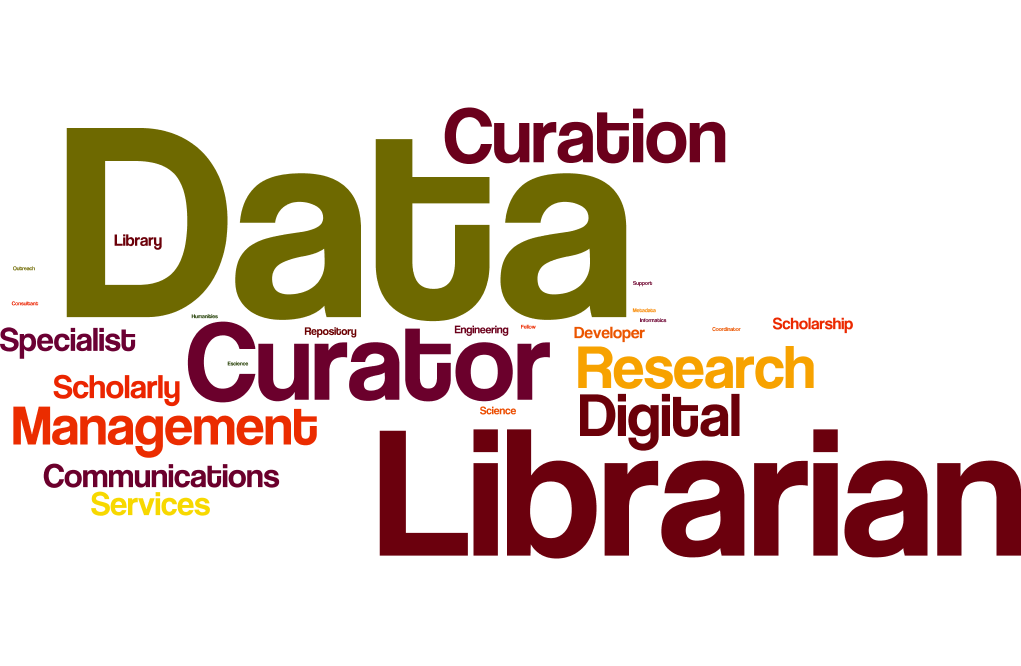 Curation
Data
Library
Outreach
Support
Consultant
Humanities
Metadata
Informatics
Specialist
Curator
Repository
Engineering
Fellow
Developer
Coordinator
Scholarship
Escience
Research
Scholarly
Management
Science
Digital
Librarian
Communications
Services